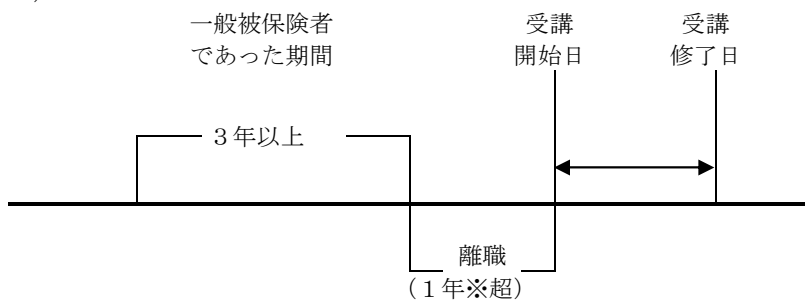 一般被保険者
であった期間
受講
開始日
受講
修了日
３年以上
離職
（１年※超）